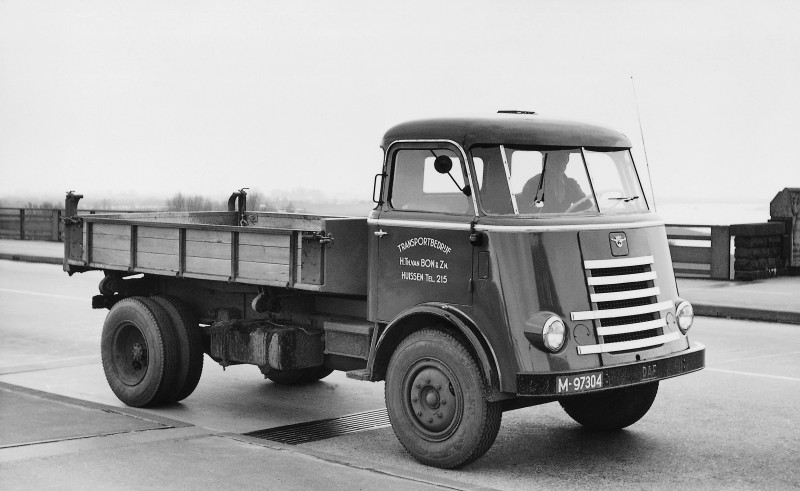 TRANSPORTBEDRIJF
H.TH.VAN BON & ZN.
HUISSEN TEL. 215
DAF
M-97304